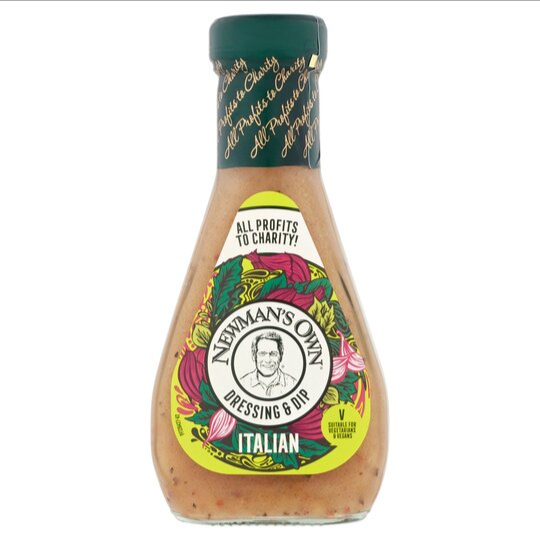 All Profits to Charity
All Profits to Charity
All Profits to Charity
ALL PROFITS
TO CHARITY!
NEWMAN'S OWN®
DRESSING & DIP
ITALIAN
V
SUITABLE FOR
VEGETARIANS
& VEGANS